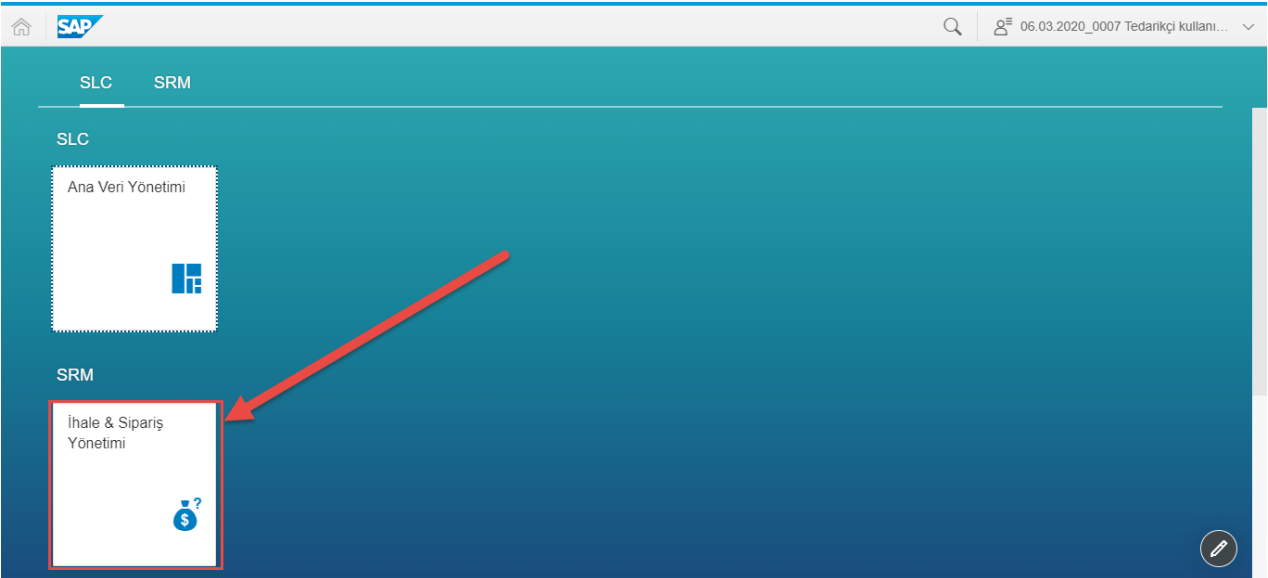 SAP
06.03.2020_0007 Tedarikçi kullanı...
SLC SRM
SLC
Ana Veri Yönetimi
SRM
İhale & Sipariş
Yönetimi
?
$